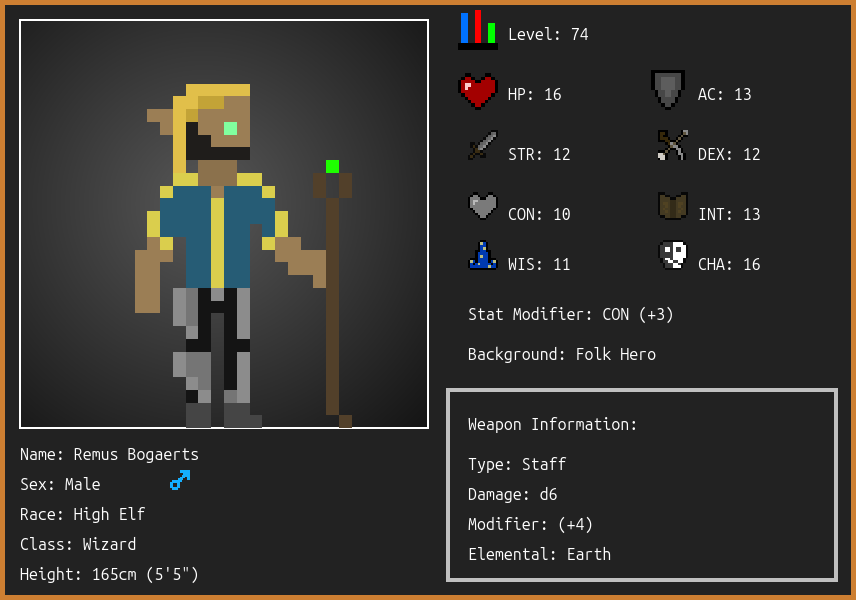 Level: 74
HP: 16
AC: 13
STR: 12
DEX: 12
CON: 10
INT: 13
WIS: 11
CHA: 16
Stat Modifier: CON (+3)
Background: Folk Hero
Weapon Information:
Type: Staff
Damage: d6
Modifier: (+4)
Elemental: Earth
Name: Remus Bogaerts
Sex: Male
Race: High Elf
Class: Wizard
Height: 165cm (5'5")